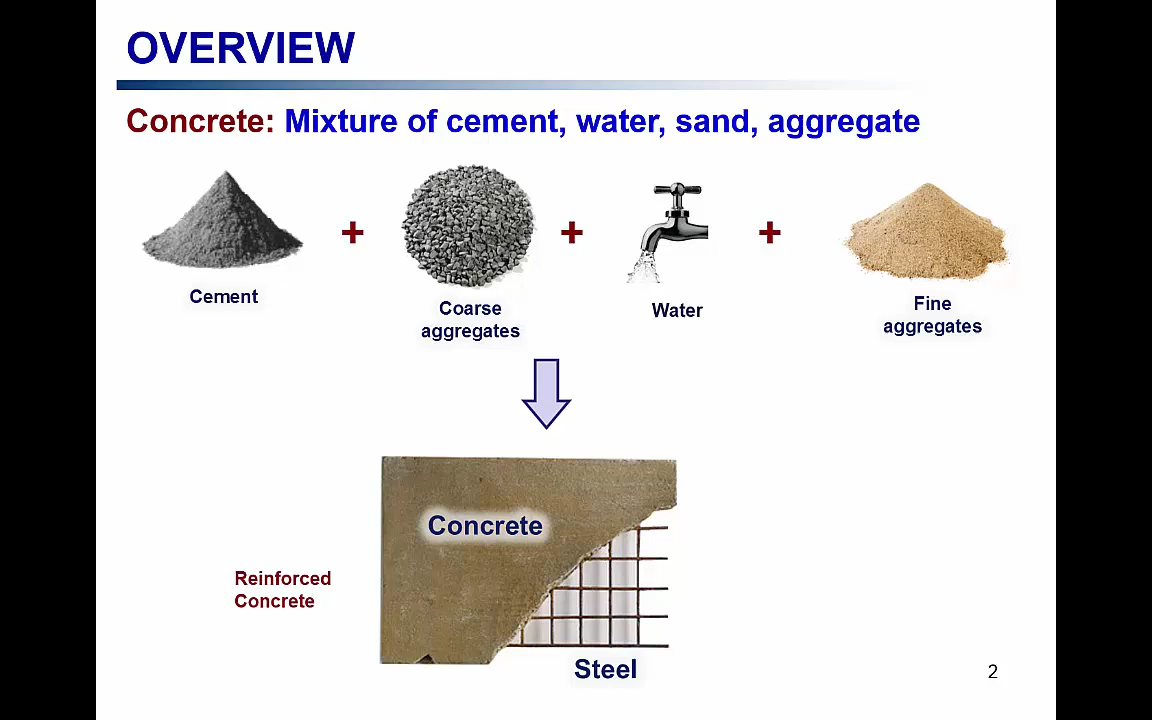 OVERVIEW
Concrete: Mixture of cement, water, sand, aggregate
+
+
+
Cement
Coarse
aggregates
Water
Fine
aggregates
Concrete
Reinforced
Concrete
Steel
2